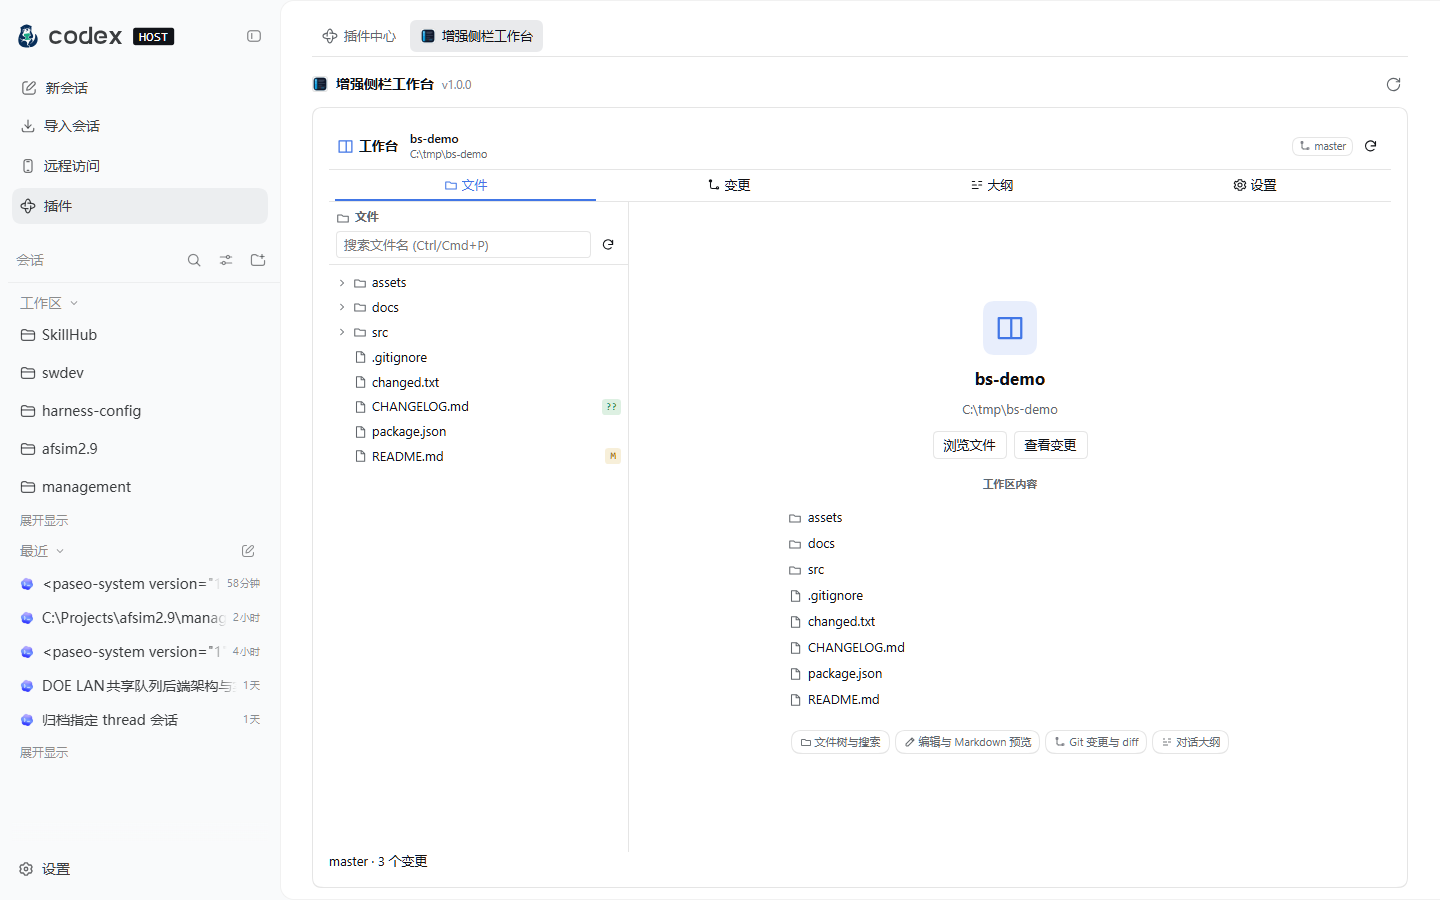 codex HOST
新会话
导入会话
远程访问
插件
会话
工作区
SkillHub
swdev
harness-config
afsim2.9
management
展开显示
最近
<paseo-system version="1 58分钟
C:\Projects\afsim2.9\manag 2小时
<paseo-system version="1 4小时
DOE LAN共享队列后端架构与 1天
归档指定 thread 会话 1天
展开显示
设置
插件中心 增强侧栏工作台
增强侧栏工作台 v1.0.0
工作台 bs-demo
C:\tmp\bs-demo
master
文件 变更 大纲 设置
文件
搜索文件名 (Ctrl/Cmd+P)
assets
docs
src
.gitignore
changed.txt
CHANGELOG.md ??
package.json
README.md M
bs-demo
C:\tmp\bs-demo
浏览文件 查看变更
工作区内容
assets
docs
src
.gitignore
changed.txt
CHANGELOG.md
package.json
README.md
文件树与搜索 编辑与 Markdown 预览 Git 变更与 diff 对话大纲
master · 3 个变更